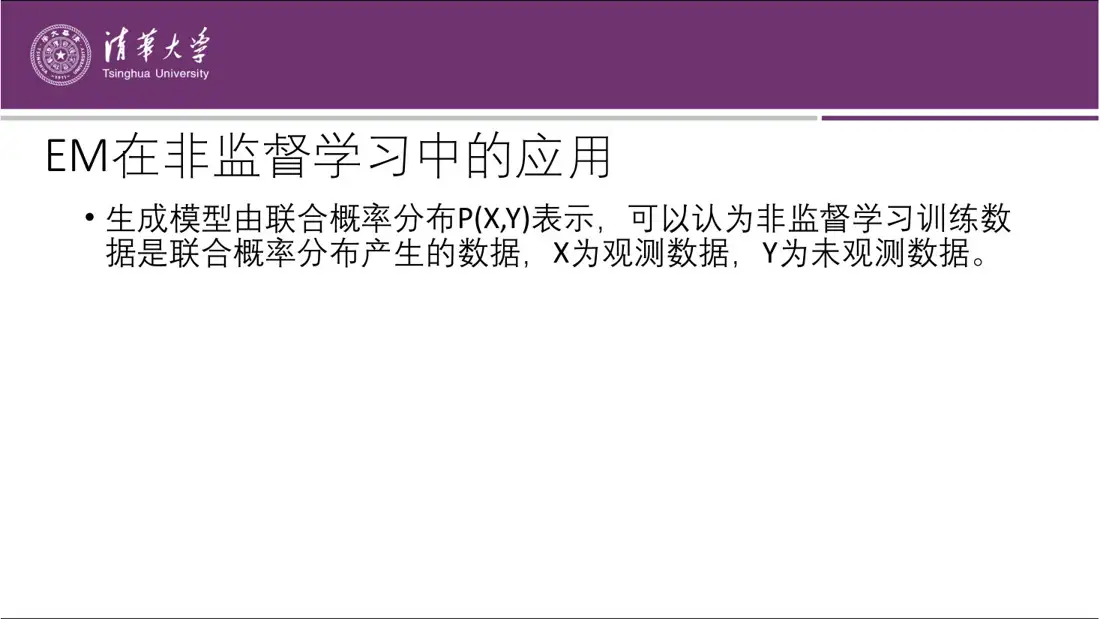 清华大学
Tsinghua University
EM在非监督学习中的应用
• 生成模型由联合概率分布P(X,Y)表示，可以认为非监督学习训练数
据是联合概率分布产生的数据，X为观测数据，Y为未观测数据。